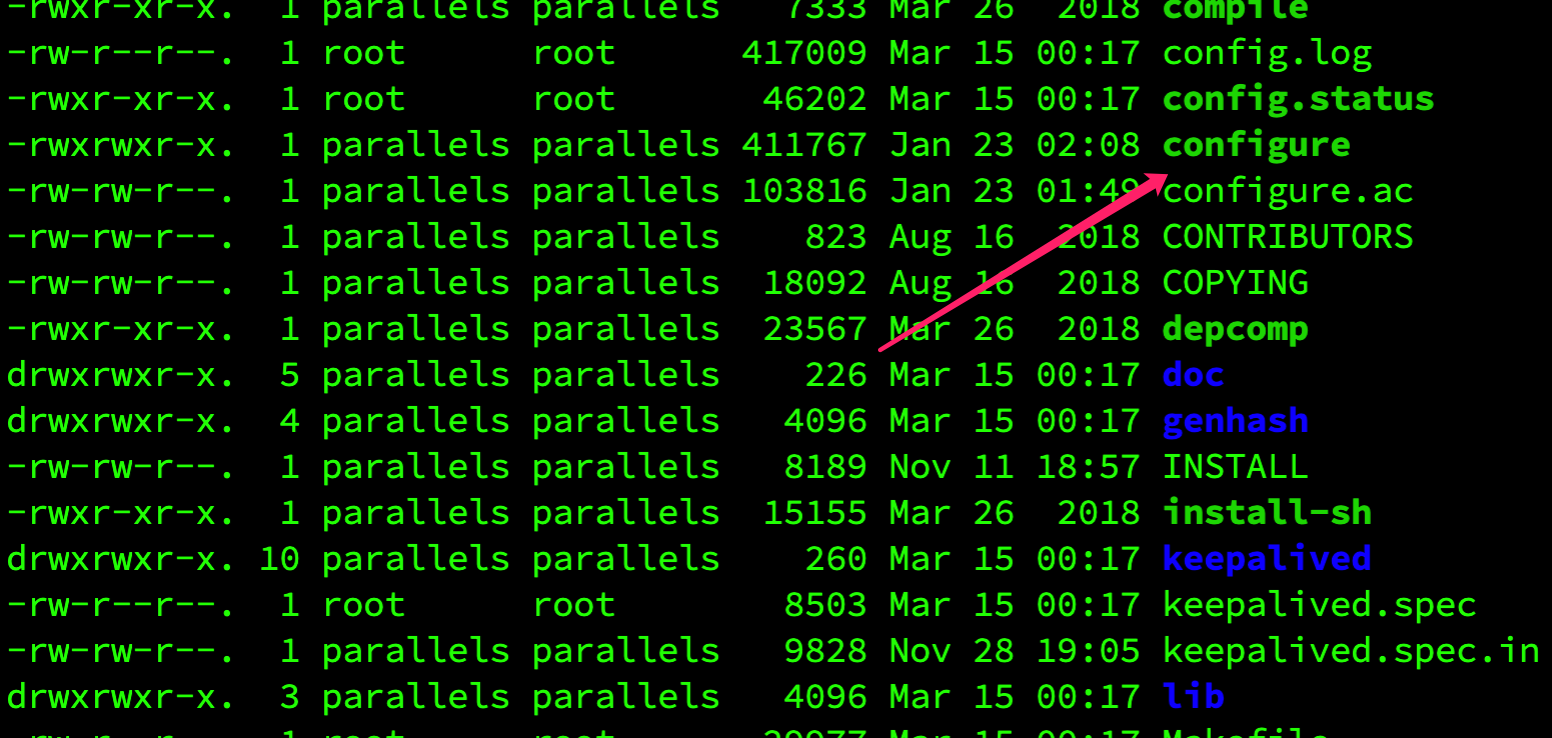 -rwxr-xr-x.  1 parallels parallels   7333 Mar 26  2018 compile
-rw-r--r--.  1 root      root      417009 Mar 15 00:17 config.log
-rwxr-xr-x.  1 root      root       46202 Mar 15 00:17 config.status
-rwxrwxr-x.  1 parallels parallels 411767 Jan 23 02:08 configure
-rw-rw-r--.  1 parallels parallels 103816 Jan 23 01:49 configure.ac
-rw-rw-r--.  1 parallels parallels    823 Aug 16  2018 CONTRIBUTORS
-rw-rw-r--.  1 parallels parallels  18092 Aug 16  2018 COPYING
-rwxr-xr-x.  1 parallels parallels  23567 Mar 26  2018 depcomp
drwxrwxr-x.  5 parallels parallels    226 Mar 15 00:17 doc
drwxrwxr-x.  4 parallels parallels   4096 Mar 15 00:17 genhash
-rw-rw-r--.  1 parallels parallels   8189 Nov 11 18:57 INSTALL
-rwxr-xr-x.  1 parallels parallels  15155 Mar 26  2018 install-sh
drwxrwxr-x. 10 parallels parallels    260 Mar 15 00:17 keepalived
-rw-r--r--.  1 root      root        8503 Mar 15 00:17 keepalived.spec
-rw-rw-r--.  1 parallels parallels   9828 Nov 28 19:05 keepalived.spec.in
drwxrwxr-x.  3 parallels parallels   4096 Mar 15 00:17 lib
1 root      root       Mar 15 00:17 Makefile